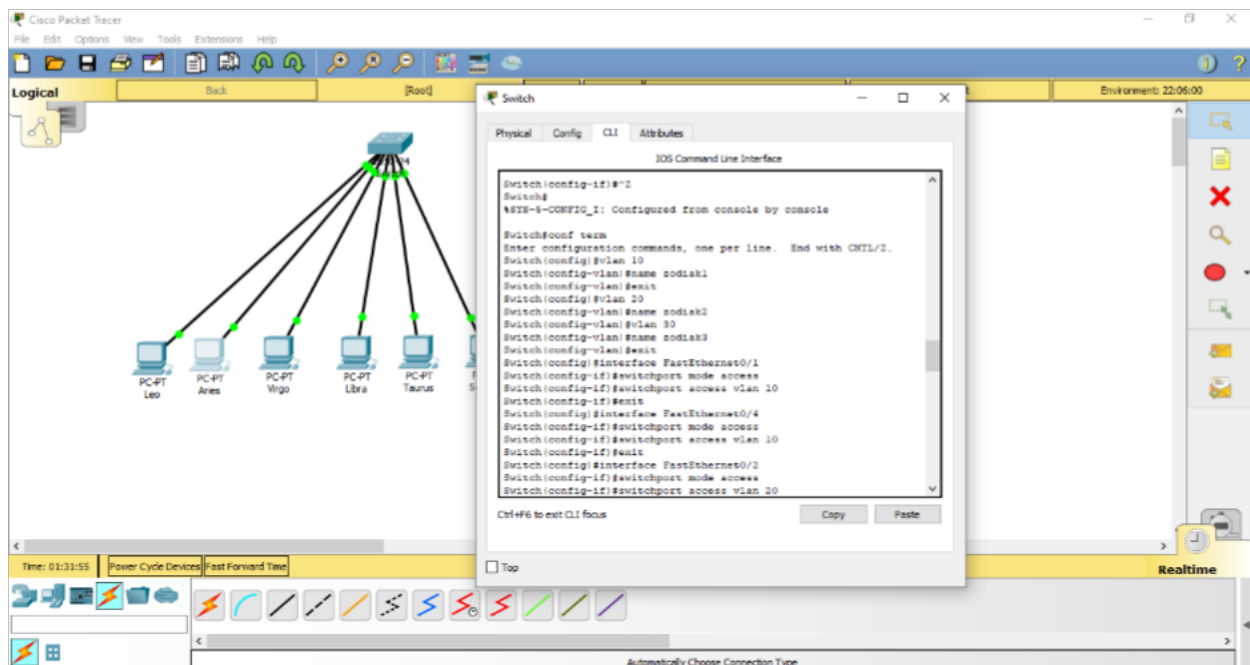 Cisco Packet Tracer
File Edit Options View Tools Extensions Help
Logical
Back
[Root]
Environment: 22:06:00
Switch
Physical Config CLI Attributes
IOS Command Line Interface
Switch(config-if)#^Z
Switch#
%SYS-5-CONFIG_I: Configured from console by console
Switch#conf term
Enter configuration commands, one per line. End with CNTL/Z.
Switch(config)#vlan 10
Switch(config-vlan)#name zodiak1
Switch(config-vlan)#exit
Switch(config)#vlan 20
Switch(config-vlan)#name zodiak2
Switch(config-vlan)#vlan 30
Switch(config-vlan)#name zodiak3
Switch(config-vlan)#exit
Switch(config)#interface FastEthernet0/1
Switch(config-if)#switchport mode access
Switch(config-if)#switchport access vlan 10
Switch(config-if)#exit
Switch(config)#interface FastEthernet0/4
Switch(config-if)#switchport mode access
Switch(config-if)#switchport access vlan 10
Switch(config-if)#exit
Switch(config)#interface FastEthernet0/2
Switch(config-if)#switchport mode access
Switch(config-if)#switchport access vlan 20
Ctrl+F6 to exit CLI focus
Copy
Paste
Top
PC-PT
Leo
PC-PT
Aries
PC-PT
Virgo
PC-PT
Libra
PC-PT
Taurus
Time: 01:31:55
Power Cycle Devices
Fast Forward Time
Realtime
Automatically Choose Connection Type